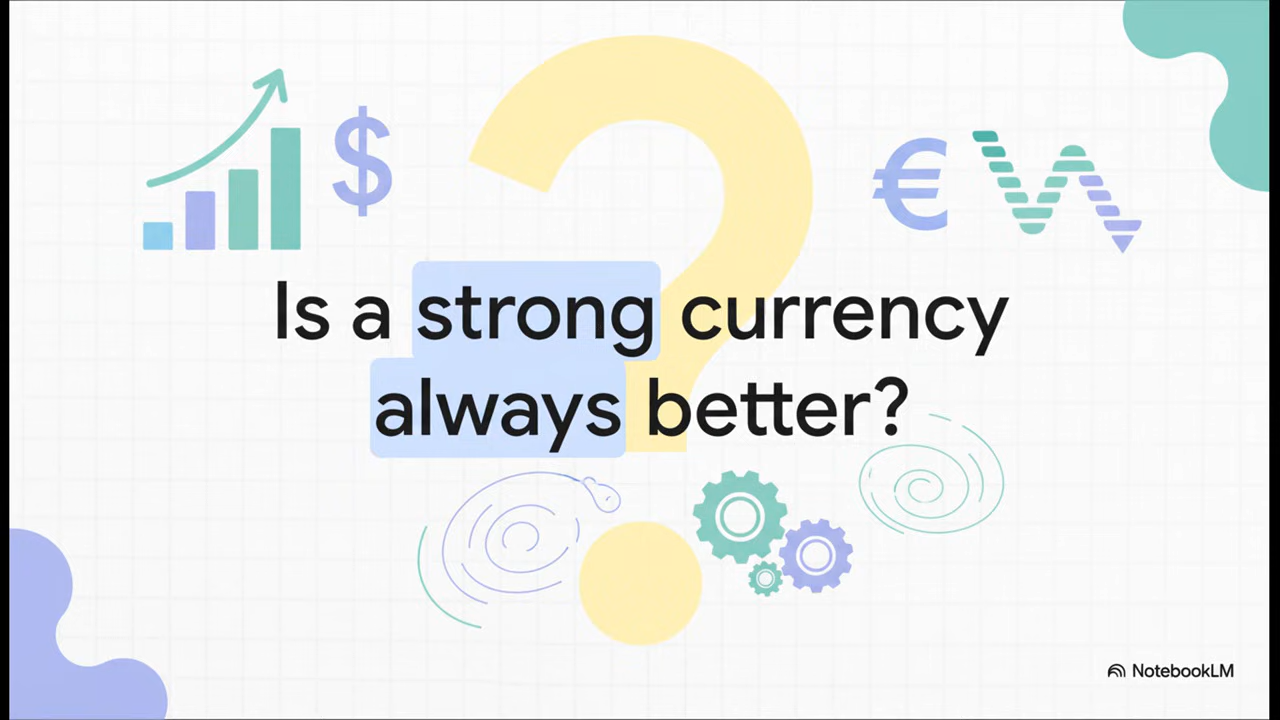 $
€
Is a strong currency
always better?
NotebookLM